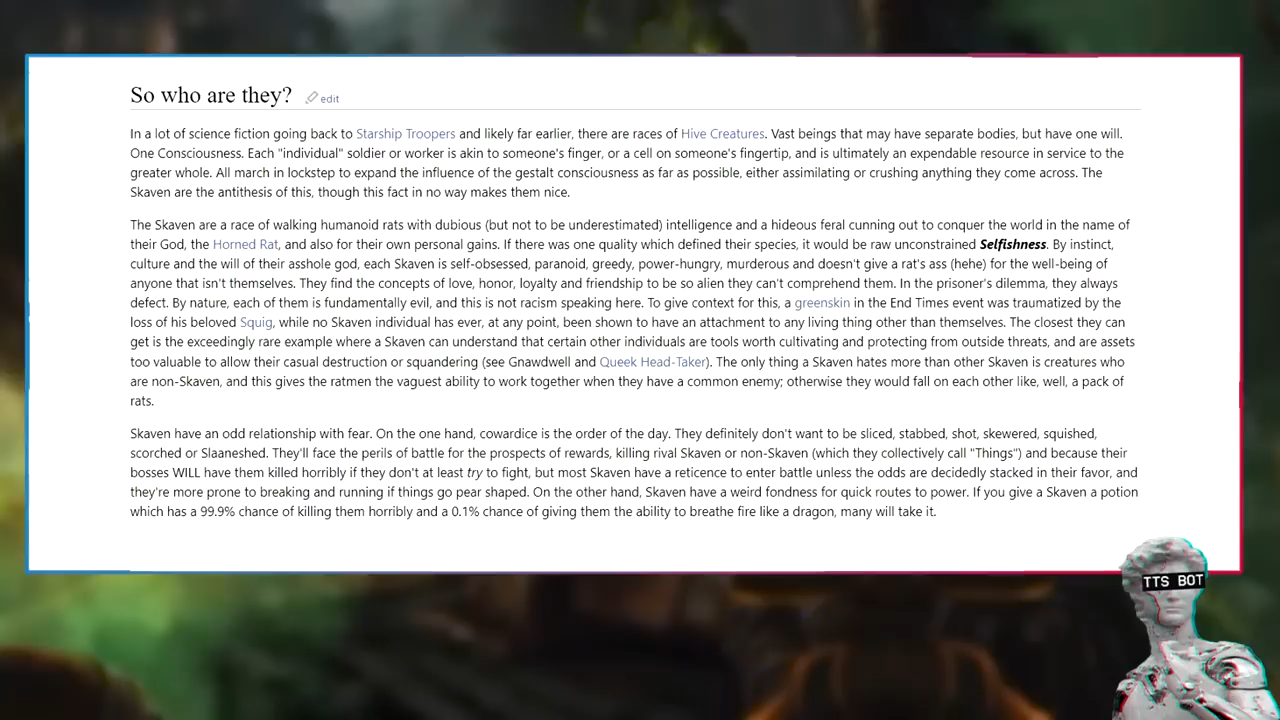 So who are they? edit
In a lot of science fiction going back to Starship Troopers and likely far earlier, there are races of Hive Creatures. Vast beings that may have separate bodies, but have one will.
One Consciousness. Each "individual" soldier or worker is akin to someone's finger, or a cell on someone's fingertip, and is ultimately an expendable resource in service to the
greater whole. All march in lockstep to expand the influence of the gestalt consciousness as far as possible, either assimilating or crushing anything they come across. The
Skaven are the antithesis of this, though this fact in no way makes them nice.
The Skaven are a race of walking humanoid rats with dubious (but not to be underestimated) intelligence and a hideous feral cunning out to conquer the world in the name of
their God, the Horned Rat, and also for their own personal gains. If there was one quality which defined their species, it would be raw unconstrained Selfishness. By instinct,
culture and the will of their asshole god, each Skaven is self-obsessed, paranoid, greedy, power-hungry, murderous and doesn't give a rat's ass (hehe) for the well-being of
anyone that isn't themselves. They find the concepts of love, honor, loyalty and friendship to be so alien they can't comprehend them. In the prisoner's dilemma, they always
defect. By nature, each of them is fundamentally evil, and this is not racism speaking here. To give context for this, a greenskin in the End Times event was traumatized by the
loss of his beloved Squig, while no Skaven individual has ever, at any point, been shown to have an attachment to any living thing other than themselves. The closest they can
get is the exceedingly rare example where a Skaven can understand that certain other individuals are tools worth cultivating and protecting from outside threats, and are assets
too valuable to allow their casual destruction or squandering (see Gnawdwell and Queek Head-Taker). The only thing a Skaven hates more than other Skaven is creatures who
are non-Skaven, and this gives the ratmen the vaguest ability to work together when they have a common enemy; otherwise they would fall on each other like, well, a pack of
rats.
Skaven have an odd relationship with fear. On the one hand, cowardice is the order of the day. They definitely don't want to be sliced, stabbed, shot, skewered, squished,
scorched or Slaaneshed. They'll face the perils of battle for the prospects of rewards, killing rival Skaven or non-Skaven (which they collectively call "Things") and because their
bosses WILL have them killed horribly if they don't at least try to fight, but most Skaven have a reticence to enter battle unless the odds are decidedly stacked in their favor, and
they're more prone to breaking and running if things go pear shaped. On the other hand, Skaven have a weird fondness for quick routes to power. If you give a Skaven a potion
which has a 99.9% chance of killing them horribly and a 0.1% chance of giving them the ability to breathe fire like a dragon, many will take it.
TTS BOT